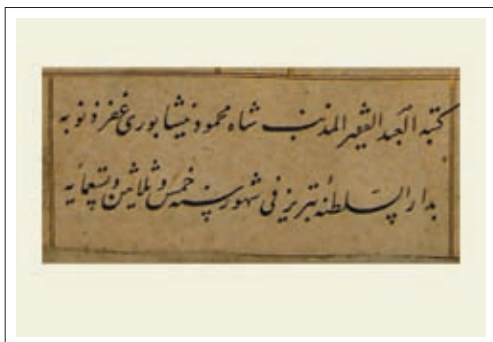 کتبه العبد الفقیر المذنب شاه محمود نیشابوری غفر ذنوبه
بدار السلطنه تبریز فی شهور سنه خمس و ثلاثین و تسعمایه